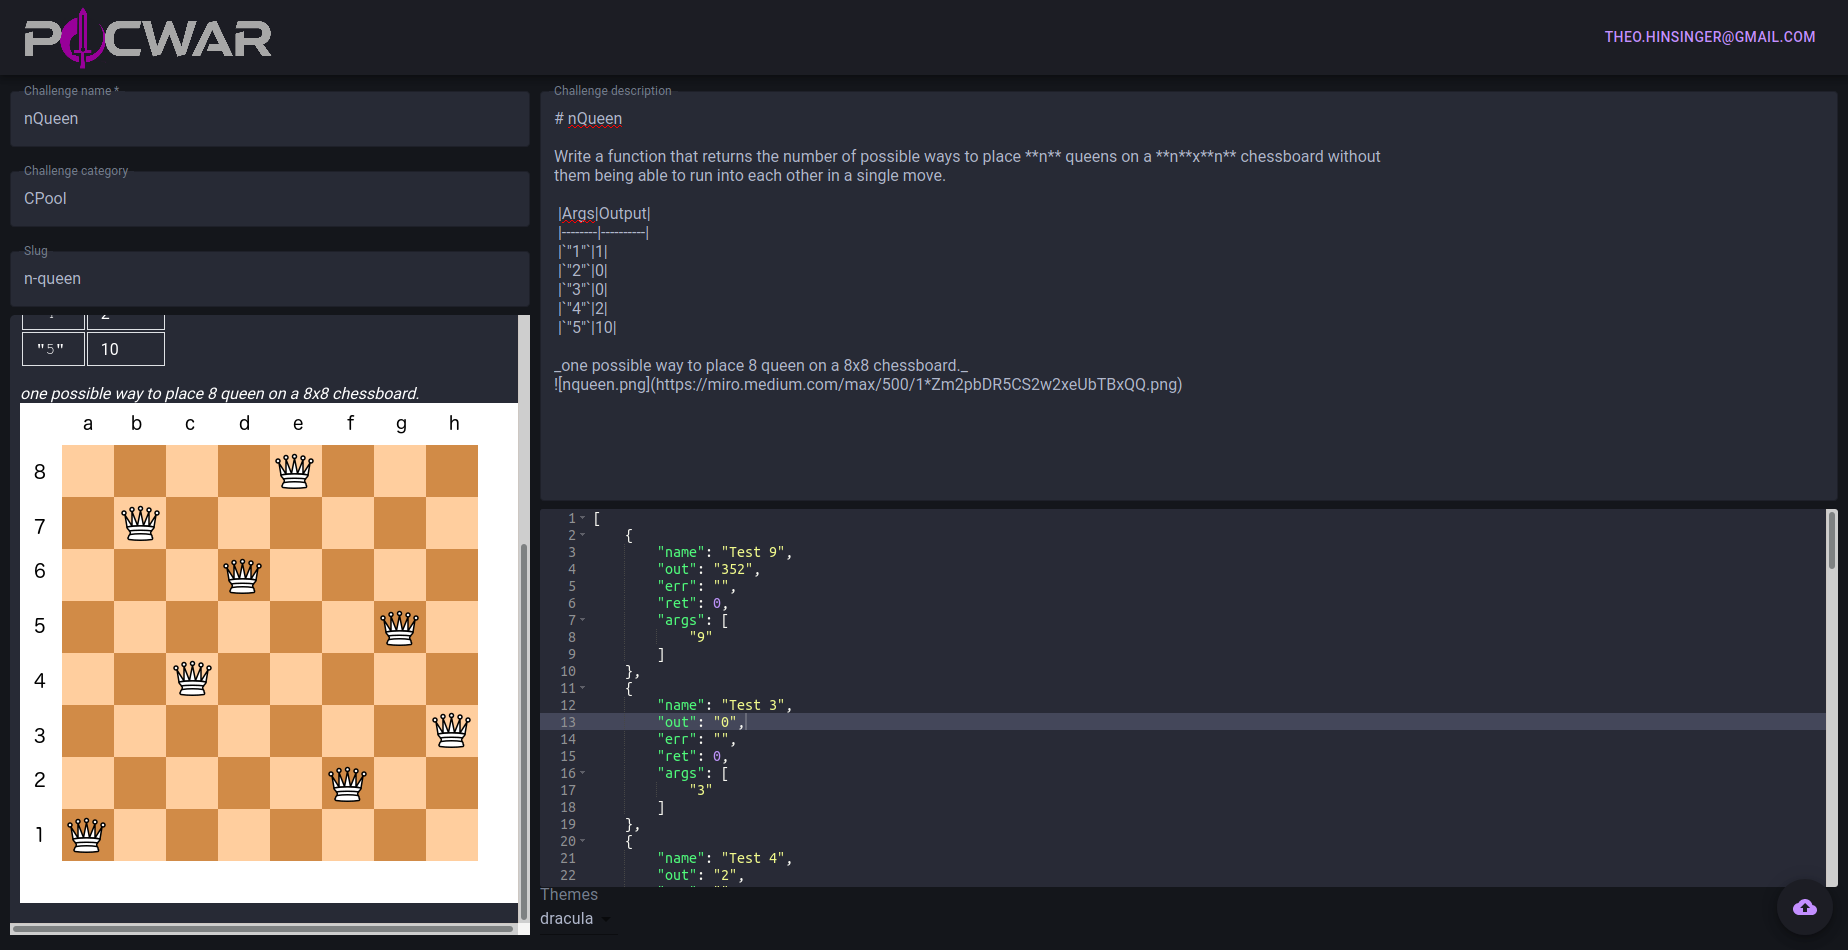 POCWAR
THEO.HINSINGER@GMAIL.COM
Challenge name *
nQueen
Challenge category
CPool
Slug
n-queen
"5" 10
one possible way to place 8 queen on a 8x8 chessboard.
a b c d e f g h
8
7
6
5
4
3
2
1
Challenge description
# nQueen
Write a function that returns the number of possible ways to place **n** queens on a **n**x**n** chessboard without
them being able to run into each other in a single move.
|Args|Output|
|--------|----------|
|`"1"`|1|
|`"2"`|0|
|`"3"`|0|
|`"4"`|2|
|`"5"`|10|
_one possible way to place 8 queen on a 8x8 chessboard._
![nqueen.png](https://miro.medium.com/max/500/1*Zm2pbDR5CS2w2xeUbTBxQQ.png)
1 [
2 {
3 "name": "Test 9",
4 "out": "352",
5 "err": "",
6 "ret": 0,
7 "args": [
8 "9"
9 ]
10 },
11 {
12 "name": "Test 3",
13 "out": "0",
14 "err": "",
15 "ret": 0,
16 "args": [
17 "3"
18 ]
19 },
20 {
21 "name": "Test 4",
22 "out": "2",
Themes
dracula